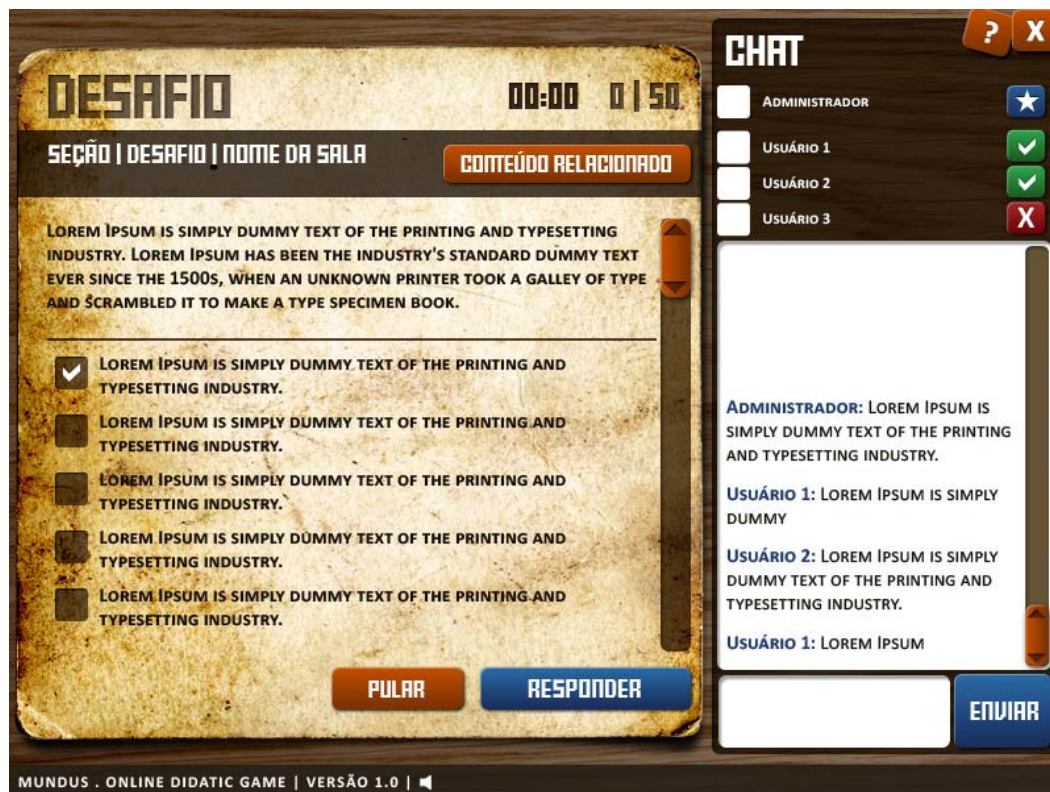 DESAFIO
00:00 0 | 50
SEÇÃO | DESAFIO | NOME DA SALA
CONTEÚDO RELACIONADO
LOREM IPSUM IS SIMPLY DUMMY TEXT OF THE PRINTING AND TYPESETTING
INDUSTRY. LOREM IPSUM HAS BEEN THE INDUSTRY'S STANDARD DUMMY TEXT
EVER SINCE THE 1500S, WHEN AN UNKNOWN PRINTER TOOK A GALLEY OF TYPE
AND SCRAMBLED IT TO MAKE A TYPE SPECIMEN BOOK.
LOREM IPSUM IS SIMPLY DUMMY TEXT OF THE PRINTING AND
TYPESETTING INDUSTRY.
LOREM IPSUM IS SIMPLY DUMMY TEXT OF THE PRINTING AND
TYPESETTING INDUSTRY.
LOREM IPSUM IS SIMPLY DUMMY TEXT OF THE PRINTING AND
TYPESETTING INDUSTRY.
LOREM IPSUM IS SIMPLY DUMMY TEXT OF THE PRINTING AND
TYPESETTING INDUSTRY.
LOREM IPSUM IS SIMPLY DUMMY TEXT OF THE PRINTING AND
TYPESETTING INDUSTRY.
PULAR
RESPONDER
CHAT
? X
ADMINISTRADOR
USUÁRIO 1
USUÁRIO 2
USUÁRIO 3 X
ADMINISTRADOR: LOREM IPSUM IS
SIMPLY DUMMY TEXT OF THE PRINTING
AND TYPESETTING INDUSTRY.
USUÁRIO 1: LOREM IPSUM IS SIMPLY
DUMMY
USUÁRIO 2: LOREM IPSUM IS SIMPLY
DUMMY TEXT OF THE PRINTING AND
TYPESETTING INDUSTRY.
USUÁRIO 1: LOREM IPSUM
ENVIAR
MUNDUS . ONLINE DIDATIC GAME | VERSÃO 1.0 |